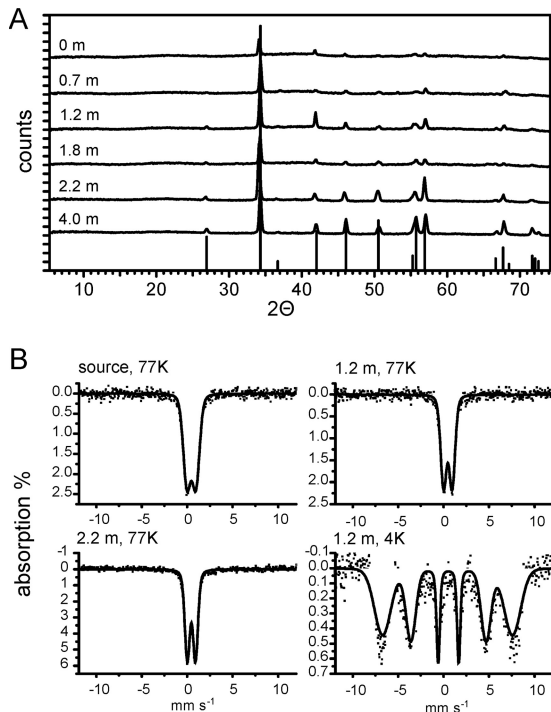 A
counts
0 m
0.7 m
1.2 m
1.8 m
2.2 m
4.0 m
10 20 30 40 50 60 70
2Θ
B
absorption %
source, 77K
0.0
0.5
1.0
1.5
2.0
2.5
-10 -5 0 5 10
1.2 m, 77K
0.0
0.5
1.0
1.5
2.0
2.5
-10 -5 0 5 10
2.2 m, 77K
-1
0
1
2
3
4
5
6
-10 -5 0 5 10
mm s⁻¹
1.2 m, 4K
-0.1
0.0
0.1
0.2
0.3
0.4
0.5
0.6
0.7
-10 -5 0 5 10
mm s⁻¹